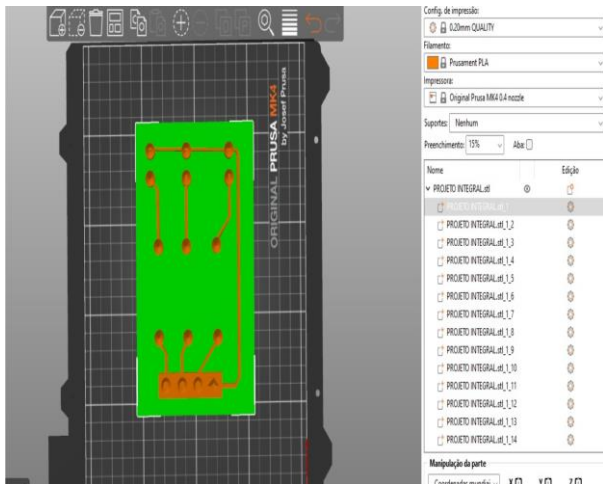 Config. de impressão:
0.20mm QUALITY
Filamento:
Prusament PLA
Impressora:
Original Prusa MK4 0.4 nozzle
Suportes: Nenhum
Preenchimento: 15% Aba:
Nome Edição
PROJETO INTEGRAL.stl
PROJETO INTEGRAL.stl_1
PROJETO INTEGRAL.stl_1_2
PROJETO INTEGRAL.stl_1_3
PROJETO INTEGRAL.stl_1_4
PROJETO INTEGRAL.stl_1_5
PROJETO INTEGRAL.stl_1_6
PROJETO INTEGRAL.stl_1_7
PROJETO INTEGRAL.stl_1_8
PROJETO INTEGRAL.stl_1_9
PROJETO INTEGRAL.stl_1_10
PROJETO INTEGRAL.stl_1_11
PROJETO INTEGRAL.stl_1_12
PROJETO INTEGRAL.stl_1_13
PROJETO INTEGRAL.stl_1_14
Manipulação da parte
Coordenadas mundiai X Y Z
ORIGINAL PRUSA MK4
by Josef Prusa